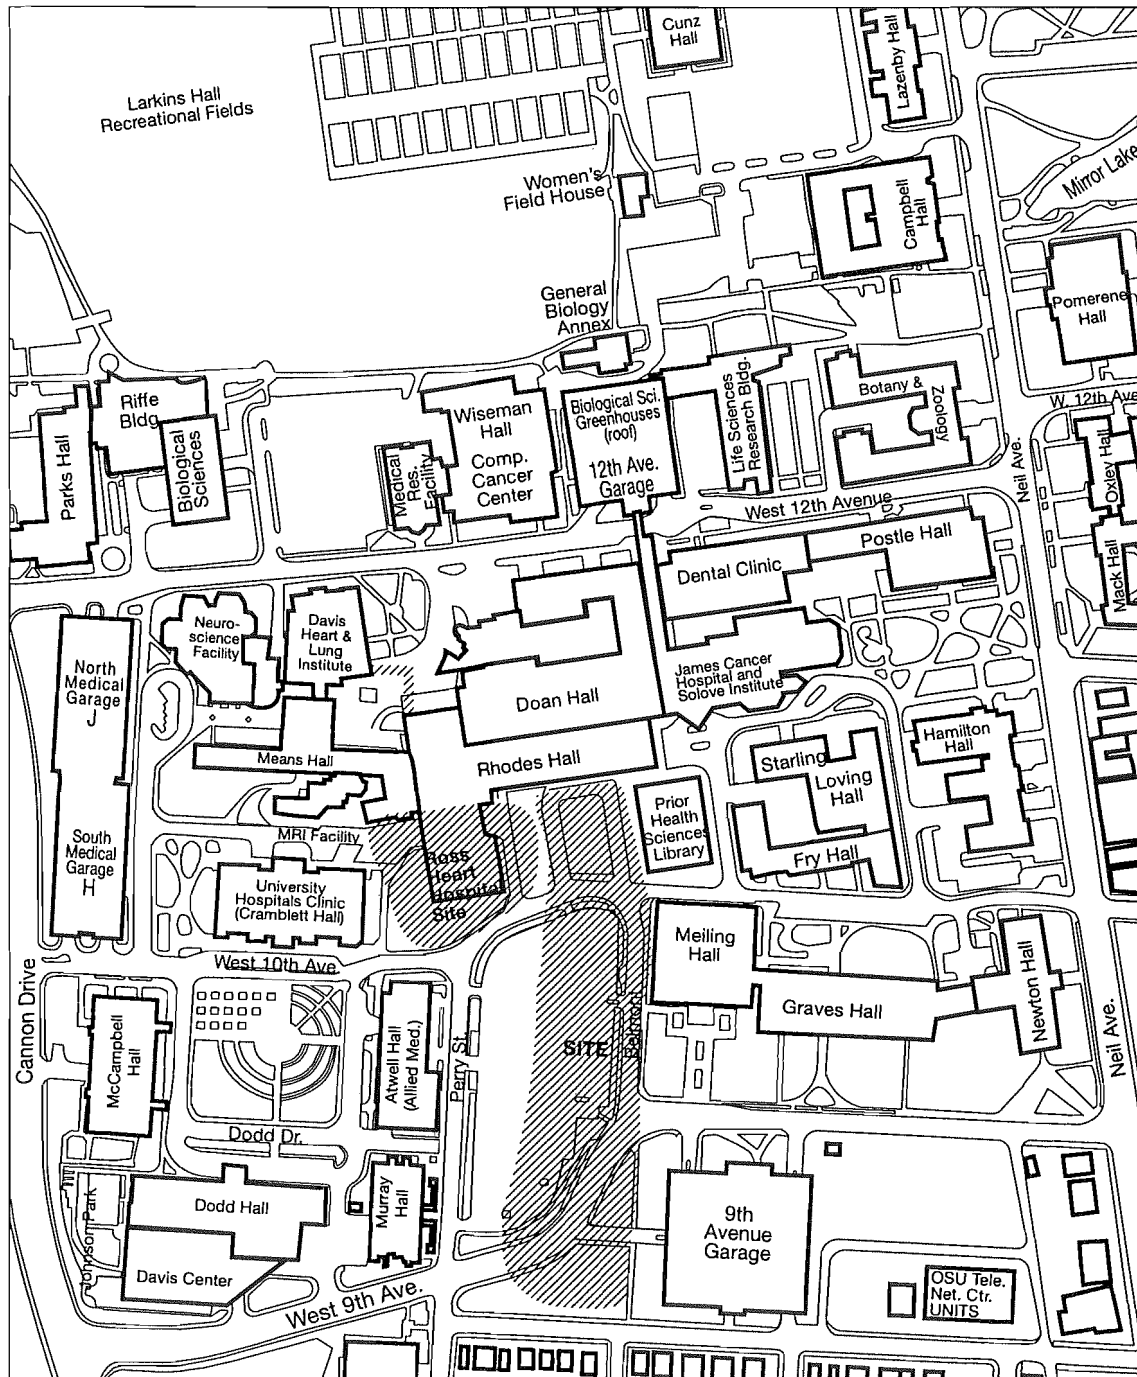 Cunz
Hall
Lazenby Hall
Larkins Hall
Recreational Fields
Women's
Field House
Campbell
Hall
Mirror Lake
General
Biology
Annex
Pomerene
Hall
Riffe
Bldg.
Parks Hall
Biological
Sciences
Wiseman
Hall
Comp.
Cancer
Center
Medical
Res.
Facility
Biological Sci.
Greenhouses
(roof)
12th Ave.
Garage
Life Sciences
Research Bldg.
Botany &
Zoology
W. 12th Ave
Oxley Hall
Neil Ave.
West 12th Avenue
Postle Hall
Dental Clinic
Mack Hall
Neuro-
science
Facility
Davis
Heart &
Lung
Institute
North
Medical
Garage
J
James Cancer
Hospital and
Solove Institute
Doan Hall
Means Hall
Rhodes Hall
Hamilton
Hall
Starling
Loving
Hall
Prior
Health
Sciences
Library
Fry Hall
MRI Facility
South
Medical
Garage
H
Ross
Heart
Hospital
Site
University
Hospitals Clinic
(Cramblett Hall)
Meiling
Hall
West 10th Ave.
Cannon Drive
Graves Hall
Newton Hall
Neil Ave.
McCampbell
Hall
Atwell Hall
(Allied Med.)
Perry St.
SITE
Belmont
Dodd Dr.
Johnson Park
Dodd Hall
Murray
Hall
9th
Avenue
Garage
Davis Center
West 9th Ave.
OSU Tele.
Net. Ctr.
UNITS